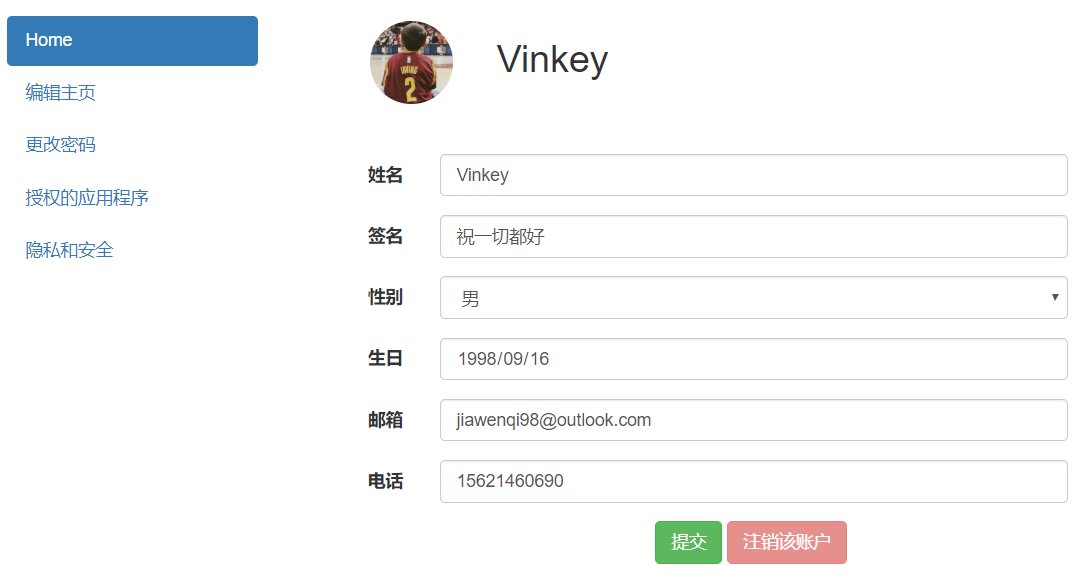 Home
编辑主页
更改密码
授权的应用程序
隐私和安全
IRVING
2
Vinkey
姓名 Vinkey
签名 祝一切都好
性别 男
生日 1998/09/16
邮箱 jiawenqi98@outlook.com
电话 15621460690
提交 注销该账户